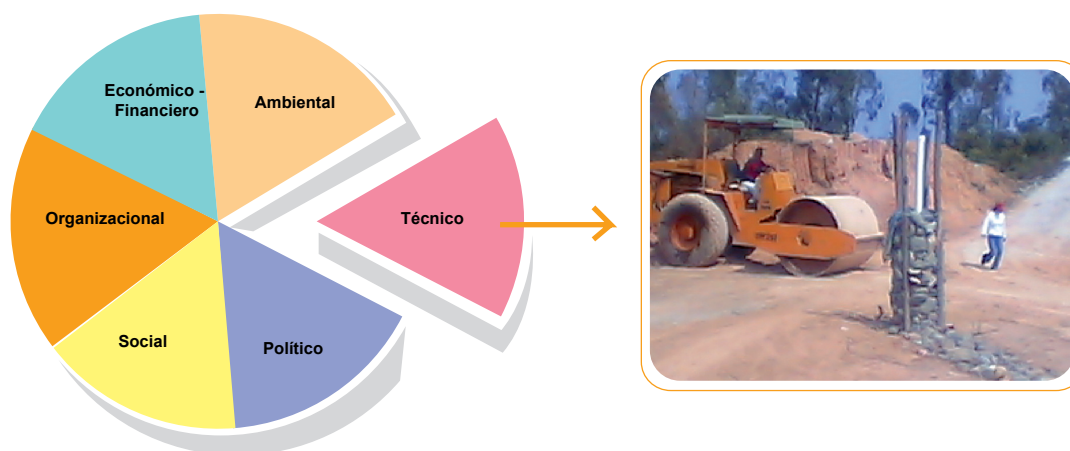 Económico -
Financiero
Ambiental
Organizacional
Técnico
Social
Político